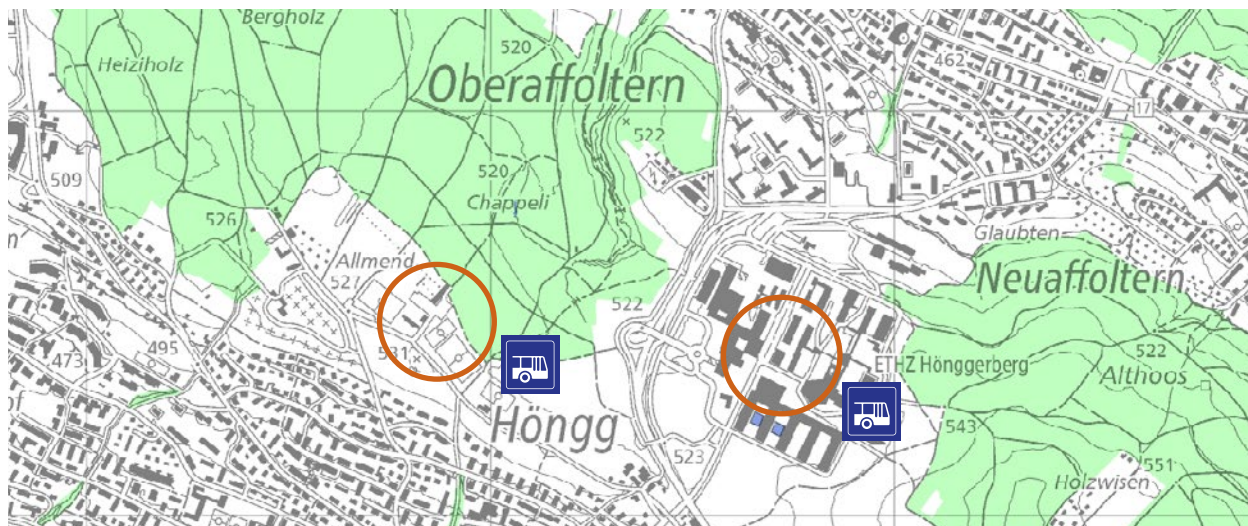 Bergholz
520
Heiziholz
Oberaffoltern
462
17
522
509
520
Chappeli
526
Glaubten
Allmend
527
Neuaffoltern
522
531
495
473
ETHZ Hönggerberg
522
Althoos
Höngg
543
523
551
Holzwisen